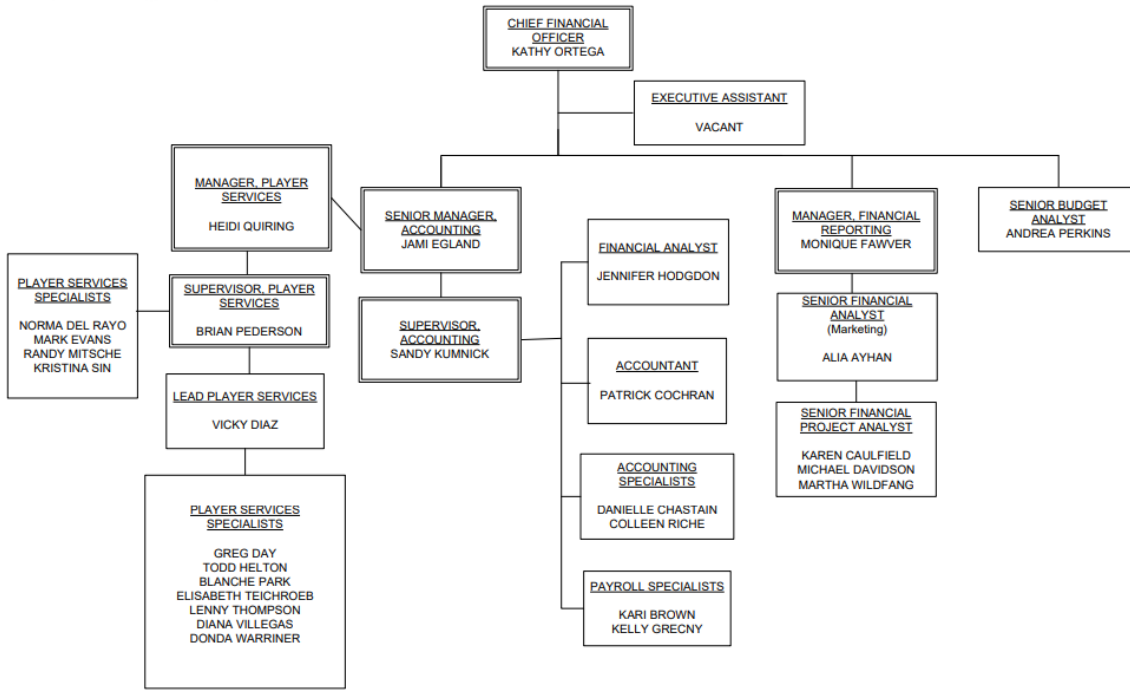 CHIEF FINANCIAL
OFFICER
KATHY ORTEGA
EXECUTIVE ASSISTANT
VACANT
MANAGER, PLAYER
SERVICES
HEIDI QUIRING
SENIOR MANAGER,
ACCOUNTING
JAMI EGLAND
MANAGER, FINANCIAL
REPORTING
MONIQUE FAWVER
SENIOR BUDGET
ANALYST
ANDREA PERKINS
PLAYER SERVICES
SPECIALISTS
NORMA DEL RAYO
MARK EVANS
RANDY MITSCHE
KRISTINA SIN
SUPERVISOR, PLAYER
SERVICES
BRIAN PEDERSON
SUPERVISOR,
ACCOUNTING
SANDY KUMNICK
FINANCIAL ANALYST
JENNIFER HODGDON
SENIOR FINANCIAL
ANALYST
(Marketing)
ALIA AYHAN
LEAD PLAYER SERVICES
VICKY DIAZ
ACCOUNTANT
PATRICK COCHRAN
SENIOR FINANCIAL
PROJECT ANALYST
KAREN CAULFIELD
MICHAEL DAVIDSON
MARTHA WILDFANG
PLAYER SERVICES
SPECIALISTS
GREG DAY
TODD HELTON
BLANCHE PARK
ELISABETH TEICHROEB
LENNY THOMPSON
DIANA VILLEGAS
DONDA WARRINER
ACCOUNTING
SPECIALISTS
DANIELLE CHASTAIN
COLLEEN RICHE
PAYROLL SPECIALISTS
KARI BROWN
KELLY GRECNY